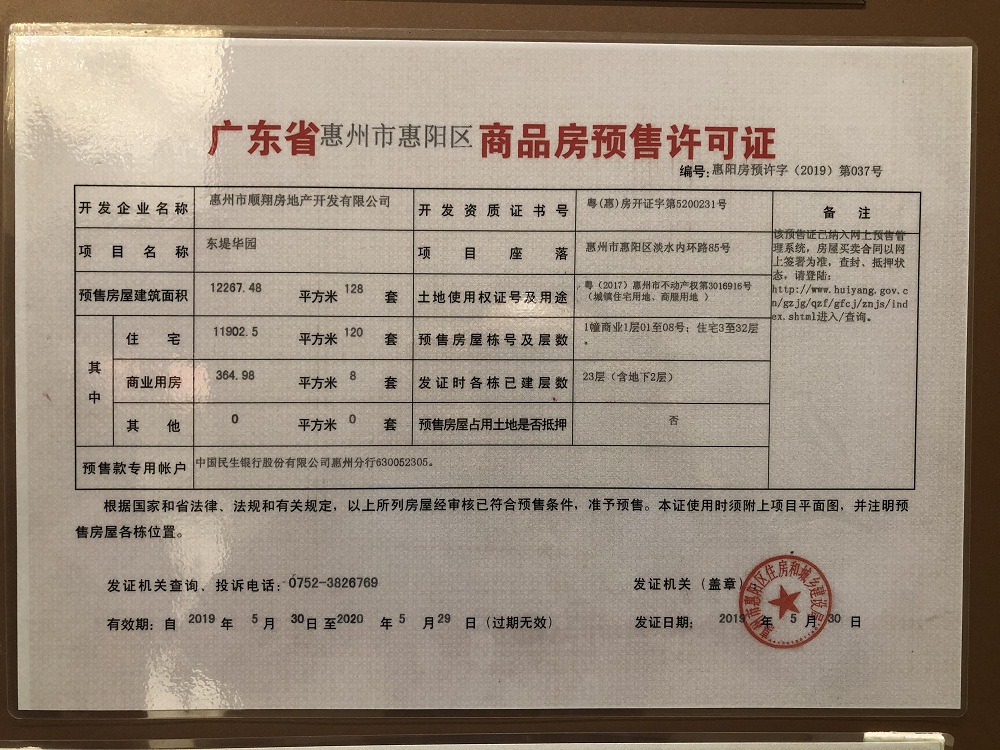 广东省惠州市惠阳区商品房预售许可证
编号:惠阳房预许字（2019）第037号
开发企业名称 惠州市顺翔房地产开发有限公司 开发资质证书号 粤(惠)房开证字第5200231号 备注
项目名称 东堤华园 项目座落 惠州市惠阳区淡水内环路85号
预售房屋建筑面积 12267.48 平方米 128 套 土地使用权证号及用途 粤（2017）惠州市不动产权第3016916号
（城镇住宅用地、商服用地 ）
其中 住宅 11902.5 平方米 120 套 预售房屋栋号及层数 1幢商业1层01至08号；住宅3至32层
。
商业用房 364.98 平方米 8 套 发证时各栋已建层数 23层（含地下2层）
其他 0 平方米 0 套 预售房屋占用土地是否抵押 否
预售款专用帐户 中国民生银行股份有限公司惠州分行630052305。
该预售证已纳入网上预售管
理系统，房屋买卖合同以网
上签署为准，查封、抵押状
态，请登陆：
http://www.huiyang.gov.c
n/gzjg/qzf/gfcj/znjs/ind
ex.shtml进入/查询。
根据国家和省法律、法规和有关规定，以上所列房屋经审核已符合预售条件，准予预售。本证使用时须附上项目平面图，并注明预
售房屋各栋位置。
发证机关查询、投诉电话：0752-3826769 发证机关（盖章）：
有效期：自 2019 年 5 月 30 日 至 2020 年 5 月 29 日（过期无效） 发证日期： 2019 年 5 月 30 日
惠州市惠阳区住房和城乡建设局